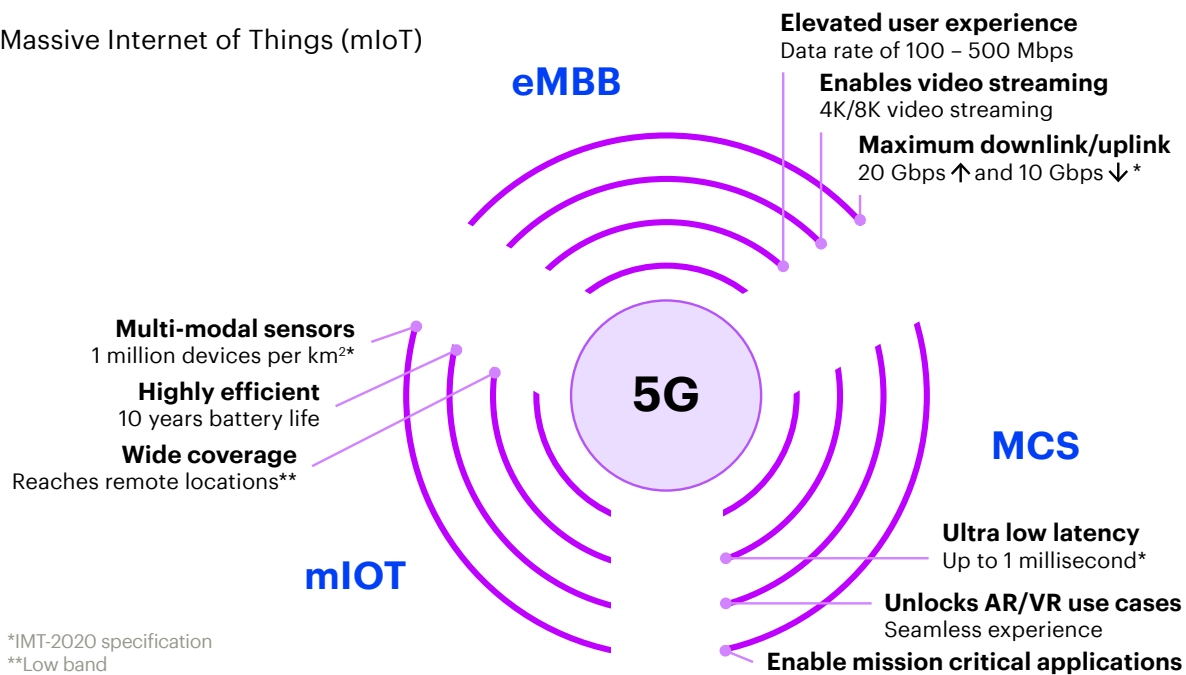 Massive Internet of Things (mIoT)
eMBB
Elevated user experience
Data rate of 100 – 500 Mbps
Enables video streaming
4K/8K video streaming
Maximum downlink/uplink
20 Gbps ↑ and 10 Gbps ↓ *
Multi-modal sensors
1 million devices per km²*
Highly efficient
10 years battery life
Wide coverage
Reaches remote locations**
5G
MCS
Ultra low latency
Up to 1 millisecond*
Unlocks AR/VR use cases
Seamless experience
Enable mission critical applications
mIOT
*IMT-2020 specification
**Low band